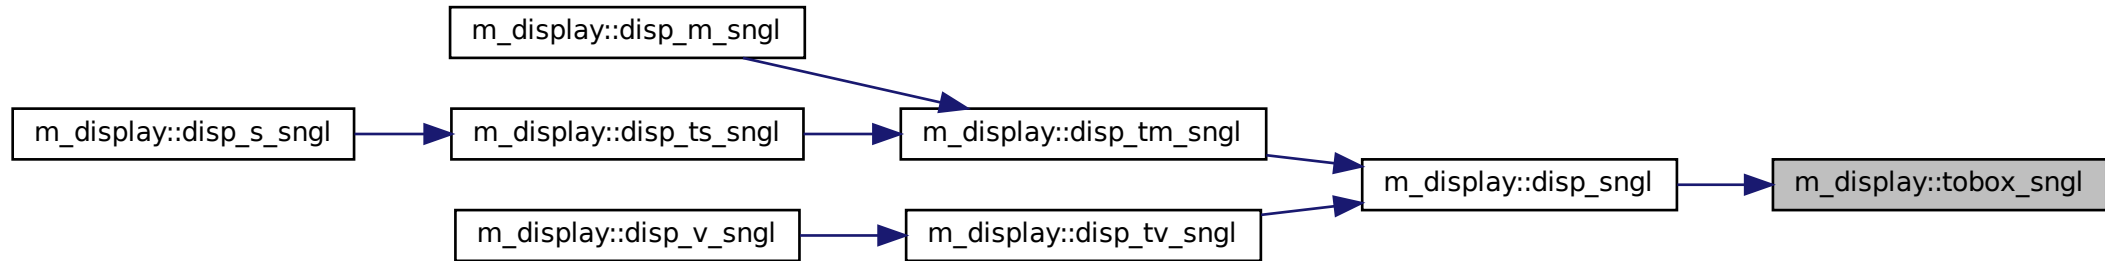 m_display::disp_m_sngl
m_display::disp_s_sngl
m_display::disp_ts_sngl
m_display::disp_tm_sngl
m_display::disp_sngl
m_display::tobox_sngl
m_display::disp_v_sngl
m_display::disp_tv_sngl